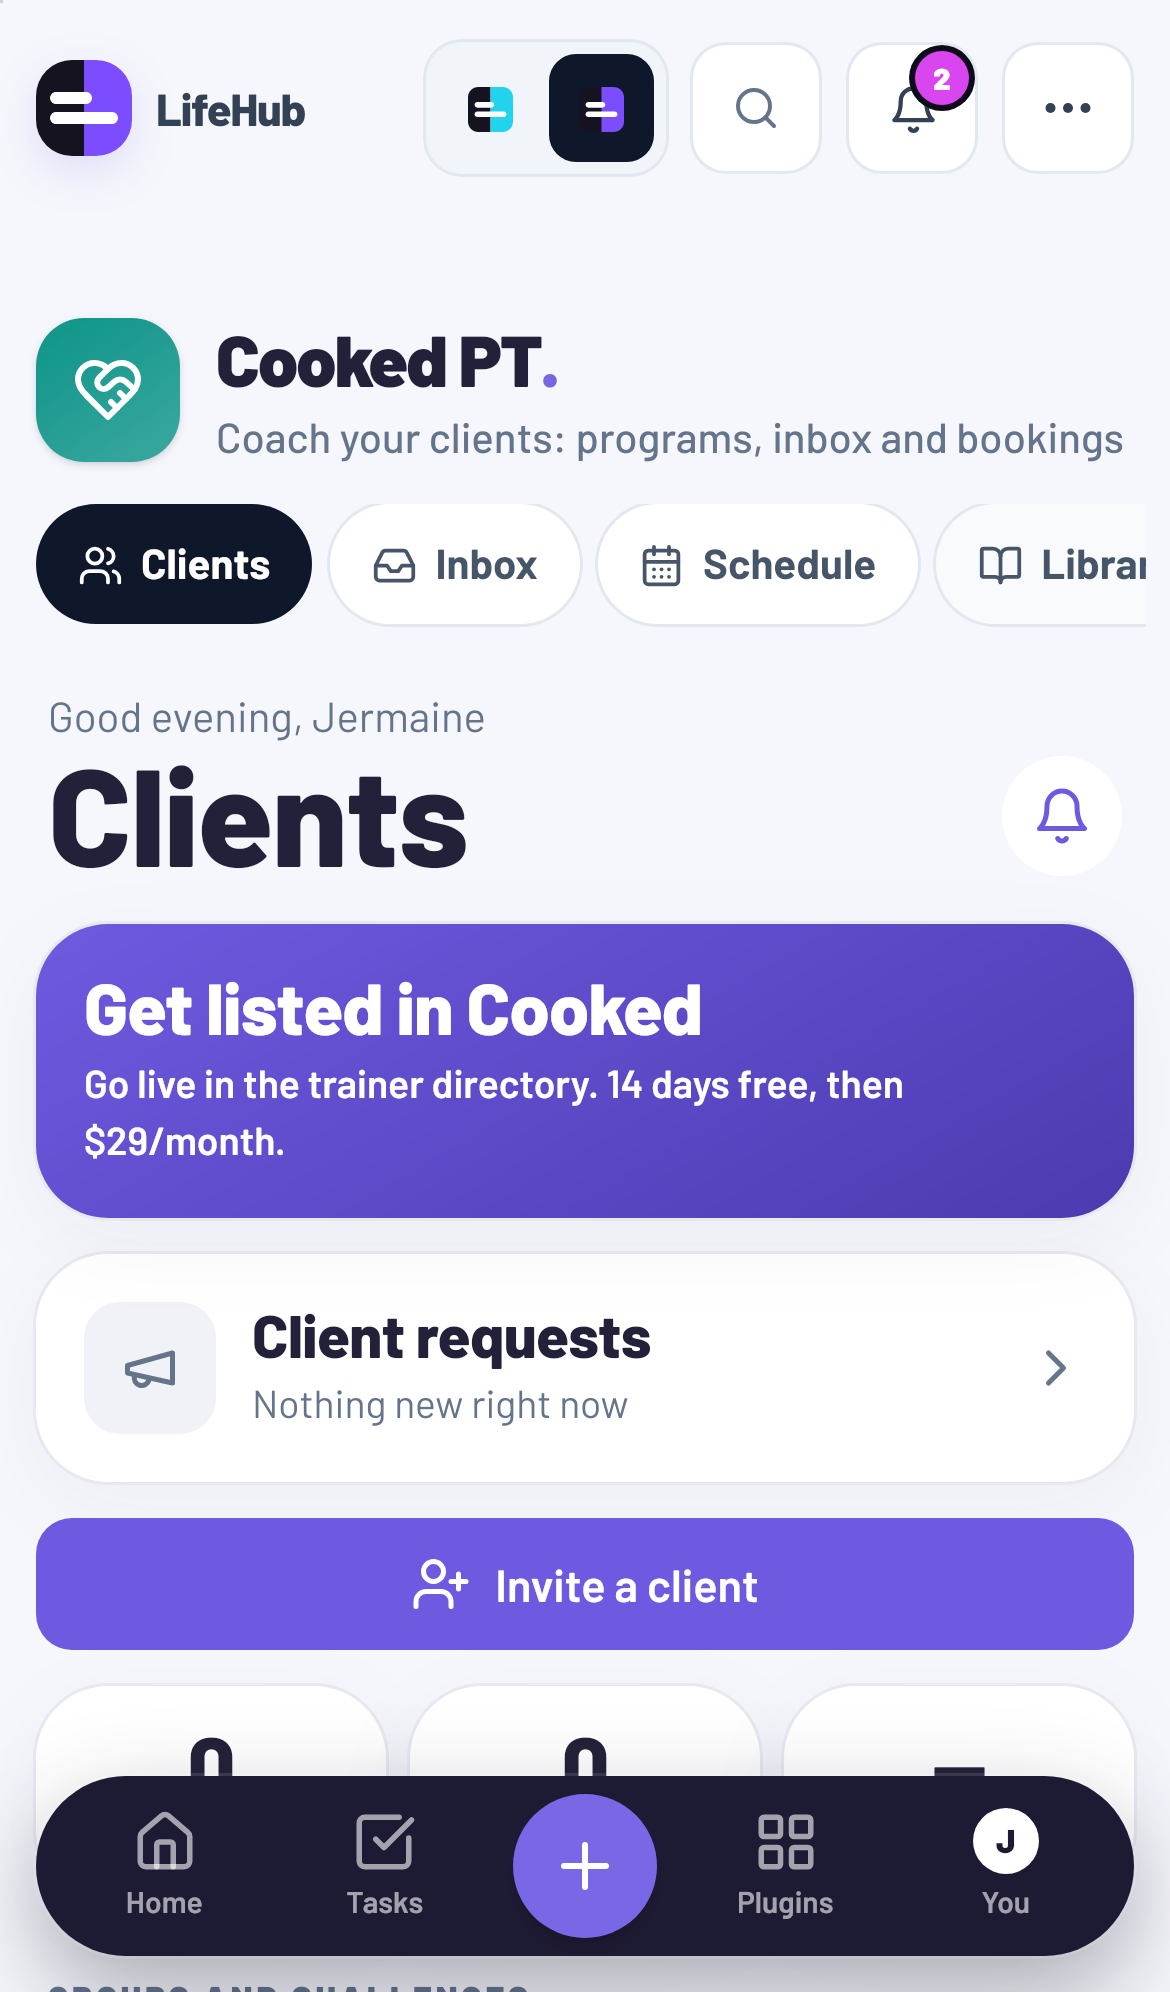 LifeHub
2
Cooked PT.
Coach your clients: programs, inbox and bookings
Clients
Inbox
Schedule
Good evening, Jermaine
Clients
Get listed in Cooked
Go live in the trainer directory. 14 days free, then
$29/month.
Client requests
Nothing new right now
Invite a client
Home
Tasks
Plugins
J
You